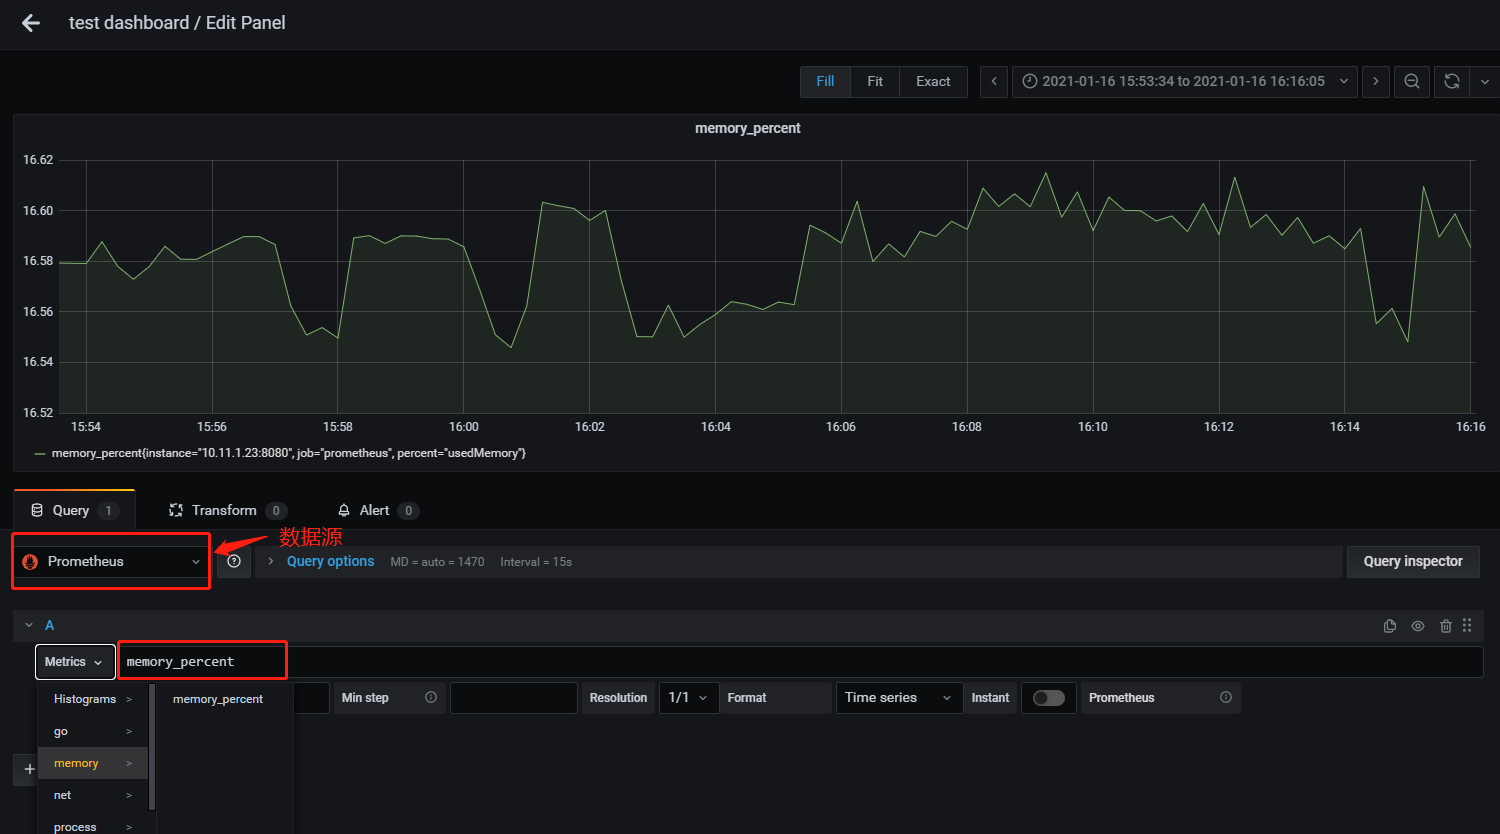 test dashboard / Edit Panel
Fill Fit Exact 2021-01-16 15:53:34 to 2021-01-16 16:16:05
memory_percent
16.62
16.60
16.58
16.56
16.54
16.52
15:54 15:56 15:58 16:00 16:02 16:04 16:06 16:08 16:10 16:12 16:14 16:16
memory_percent{instance="10.11.1.23:8080", job="prometheus", percent="usedMemory"}
Query 1 Transform 0 Alert 0
数据源
Prometheus Query options MD = auto = 1470 Interval = 15s Query inspector
A
Metrics memory_percent
Histograms > memory_percent Min step Resolution 1/1 Format Time series Instant Prometheus
go >
memory >
net >
process >